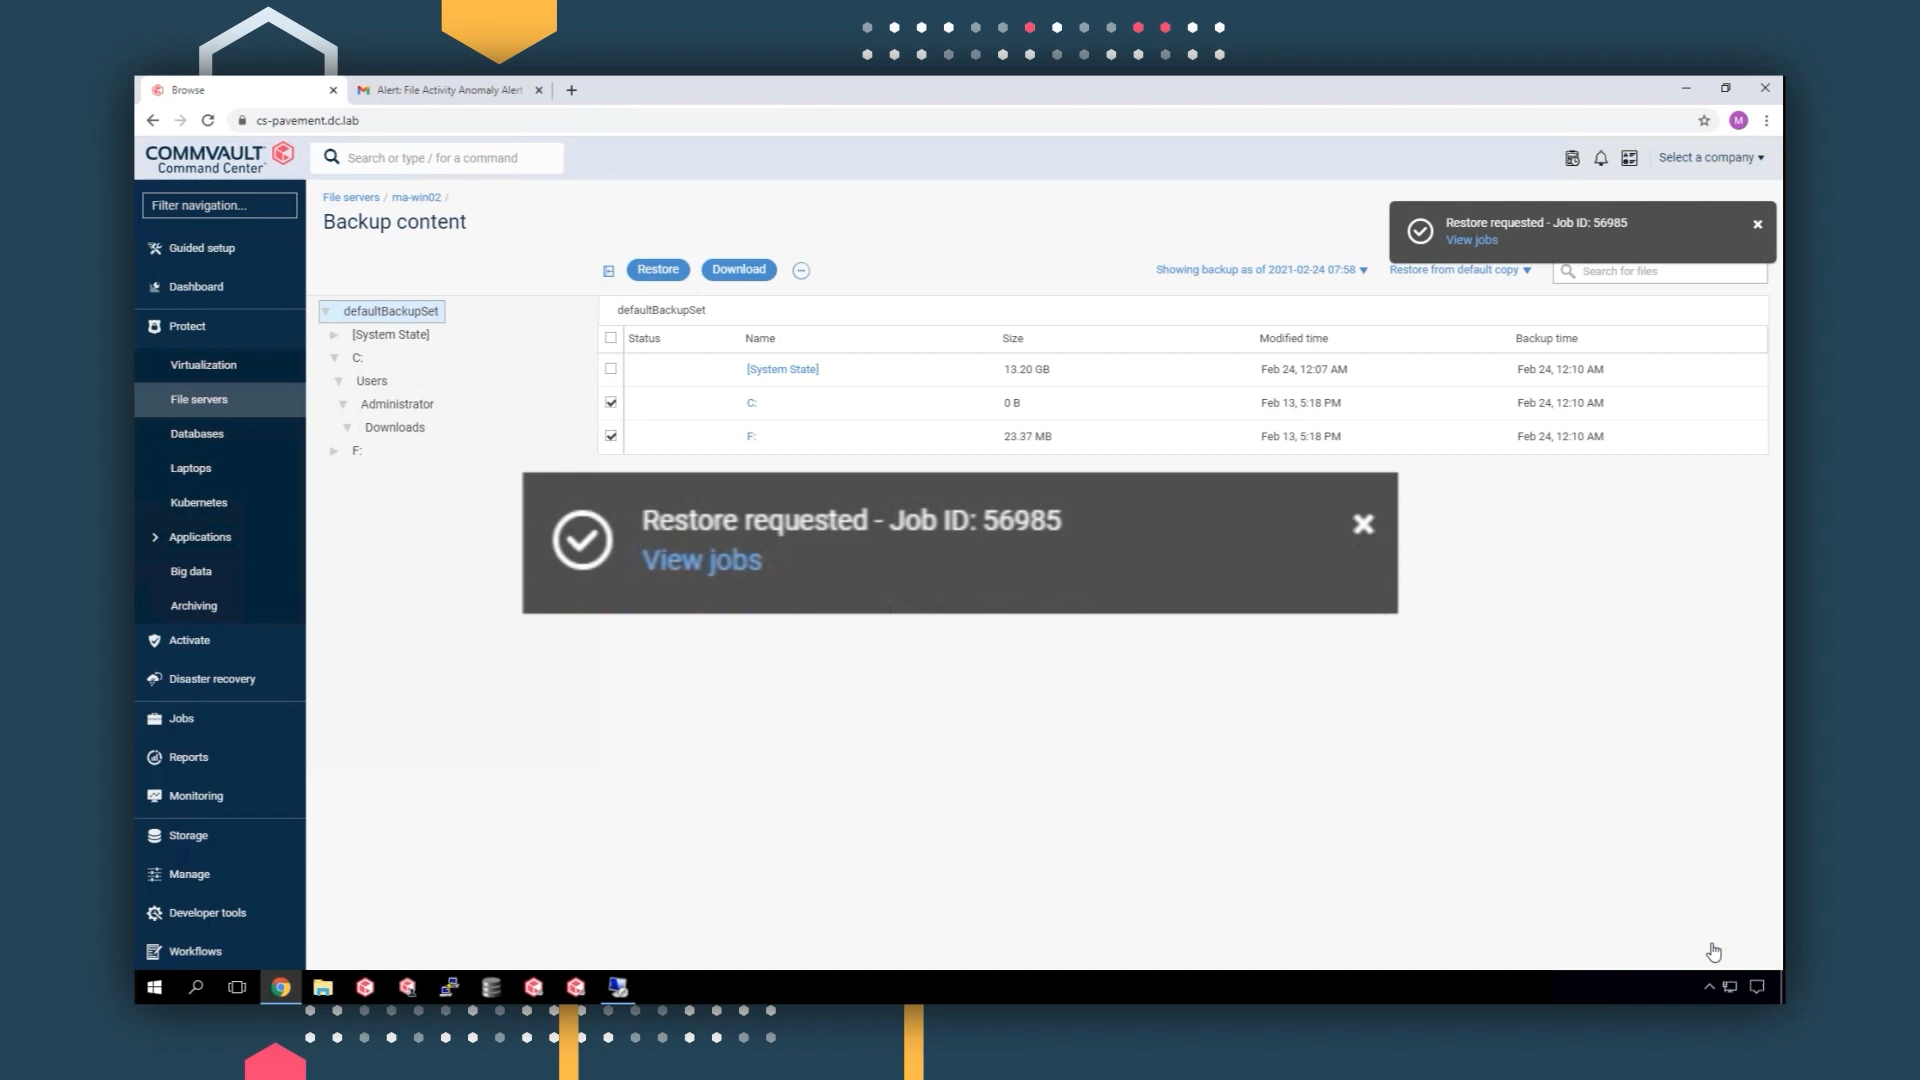 Browse
Alert: File Activity Anomaly Alert
cs-pavement.dc.lab
M
COMMVAULT
Command Center
Search or type / for a command
Select a company
Filter navigation...
Guided setup
Dashboard
Protect
Virtualization
File servers
Databases
Laptops
Kubernetes
Applications
Big data
Archiving
Activate
Disaster recovery
Jobs
Reports
Monitoring
Storage
Manage
Developer tools
Workflows
File servers / ma-win02 /
Backup content
Restore requested - Job ID: 56985
View jobs
Restore
Download
Showing backup as of 2021-02-24 07:58
Restore from default copy
Search for files
defaultBackupSet
[System State]
C:
Users
Administrator
Downloads
F:
defaultBackupSet
Status Name Size Modified time Backup time
[System State] 13.20 GB Feb 24, 12:07 AM Feb 24, 12:10 AM
C: 0 B Feb 13, 5:18 PM Feb 24, 12:10 AM
F: 23.37 MB Feb 13, 5:18 PM Feb 24, 12:10 AM
Restore requested - Job ID: 56985
View jobs